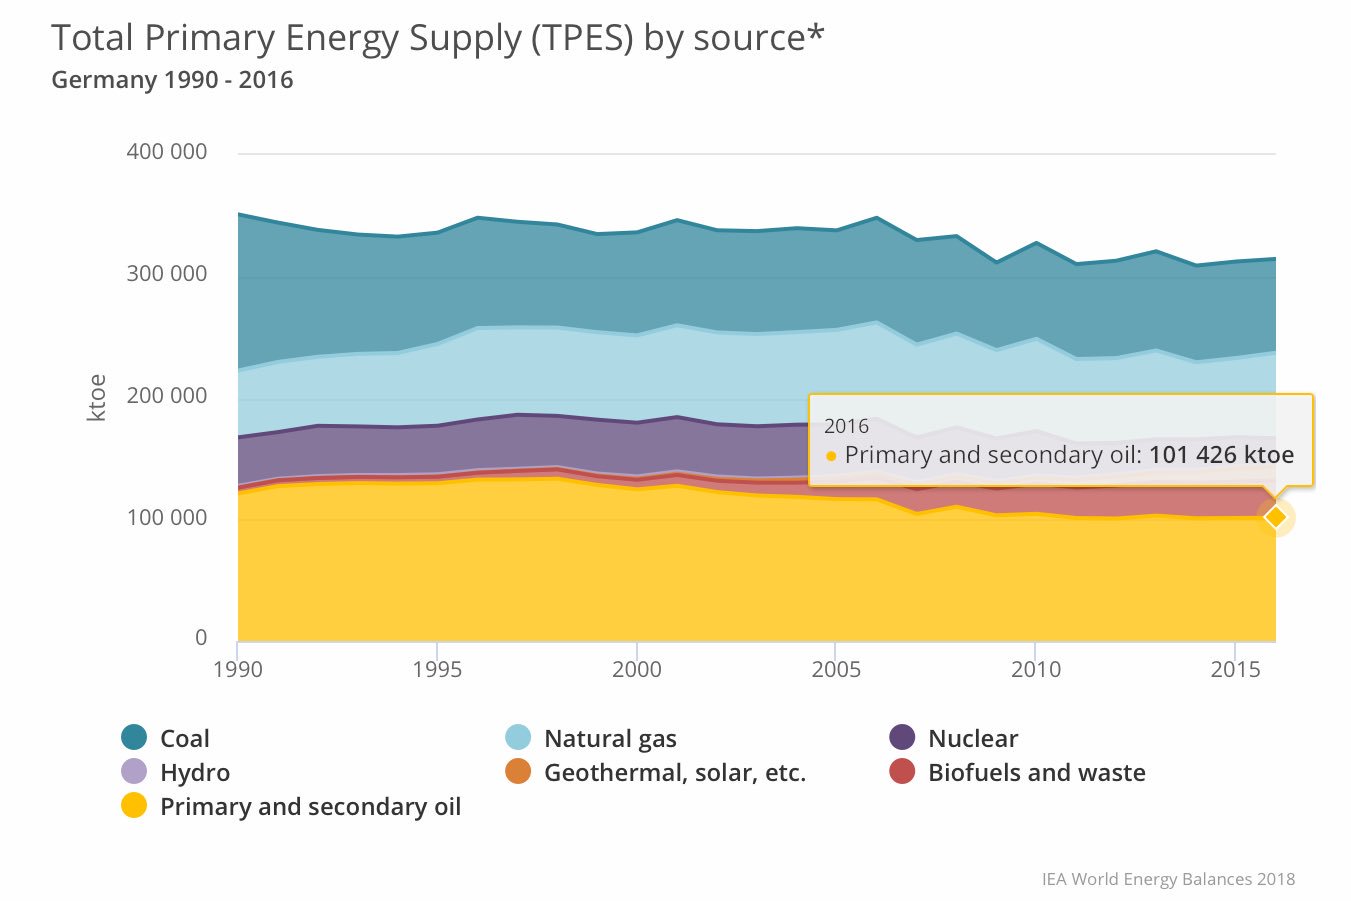 Total Primary Energy Supply (TPES) by source*
Germany 1990 - 2016
400 000
300 000
200 000
100 000
0
ktoe
2016
Primary and secondary oil: 101 426 ktoe
1990 1995 2000 2005 2010 2015
Coal Natural gas Nuclear
Hydro Geothermal, solar, etc. Biofuels and waste
Primary and secondary oil
IEA World Energy Balances 2018